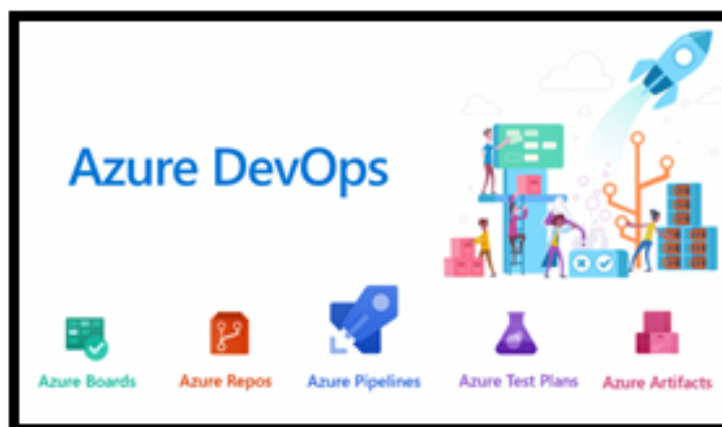 Azure DevOps
Azure Boards
Azure Repos
Azure Pipelines
Azure Test Plans
Azure Artifacts